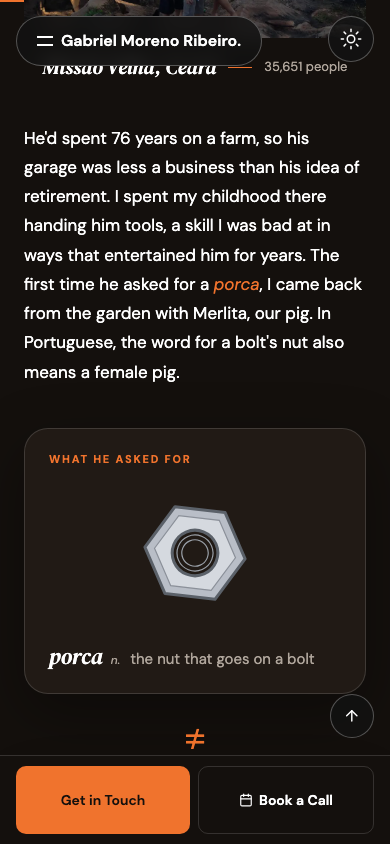 Gabriel Moreno Ribeiro.
Missão Velha, Ceará 35,651 people
He'd spent 76 years on a farm, so his
garage was less a business than his idea of
retirement. I spent my childhood there
handing him tools, a skill I was bad at in
ways that entertained him for years. The
first time he asked for a porca, I came back
from the garden with Merlita, our pig. In
Portuguese, the word for a bolt's nut also
means a female pig.
WHAT HE ASKED FOR
porca n. the nut that goes on a bolt
≠
Get in Touch
Book a Call